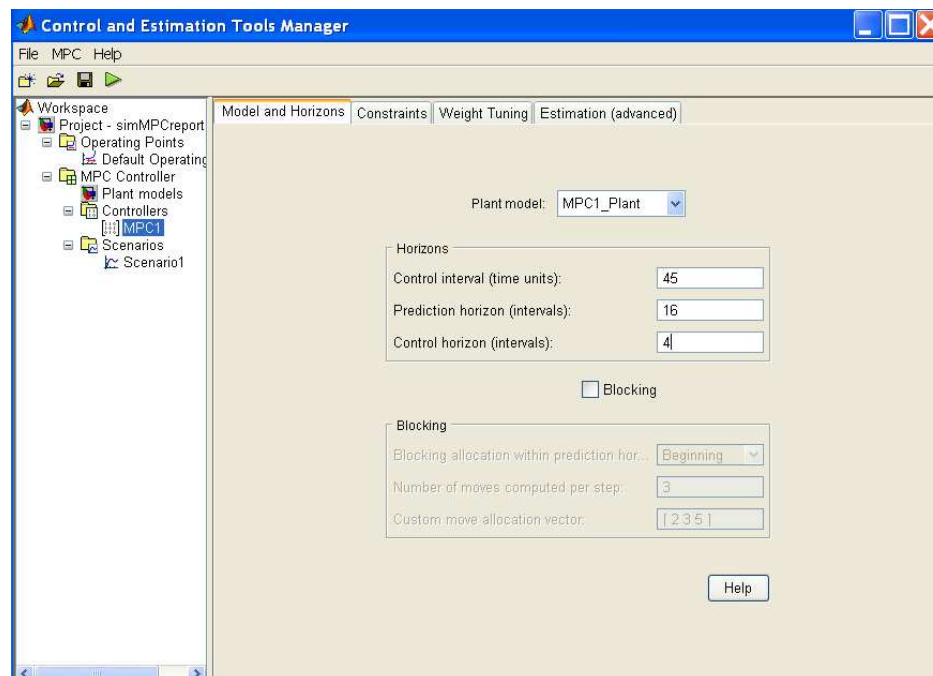 Control and Estimation Tools Manager
File MPC Help
Workspace
Project - simMPCreport
Operating Points
Default Operating
MPC Controller
Plant models
Controllers
MPC1
Scenarios
Scenario1
Model and Horizons Constraints Weight Tuning Estimation (advanced)
Plant model: MPC1_Plant
Horizons
Control interval (time units): 45
Prediction horizon (intervals): 16
Control horizon (intervals): 4
Blocking
Blocking
Blocking allocation within prediction hor... Beginning
Number of moves computed per step: 3
Custom move allocation vector: [ 2 3 5 ]
Help